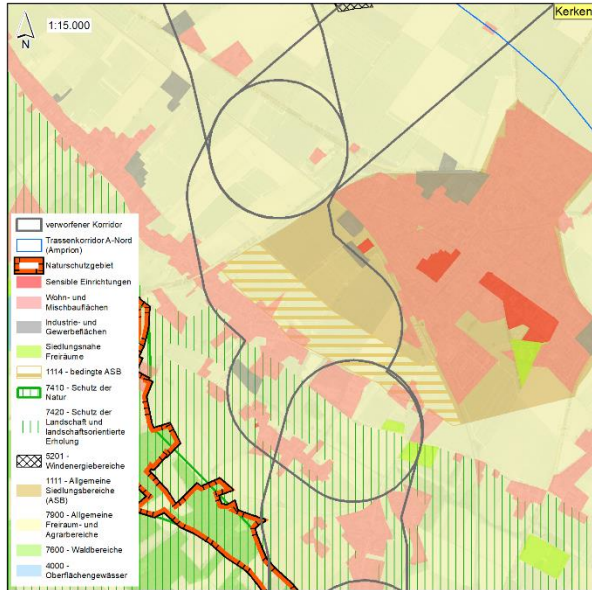 1:15.000
N
Kerken
verworfener Korridor
Trassenkorridor A-Nord
(Amprion)
Naturschutzgebiet
Sensible Einrichtungen
Wohn- und
Mischbauflächen
Industrie- und
Gewerbeflächen
Siedlungsnahe
Freiräume
1114 - bedingte ASB
7410 - Schutz der
Natur
7420 - Schutz der
Landschaft und
landschaftsorientierte
Erholung
5201 -
Windenergiebereiche
1111 - Allgemeine
Siedlungsbereiche
(ASB)
7900 - Allgemeine
Freiraum- und
Agrarbereiche
7600 - Waldbereiche
4000 -
Oberflächengewässer